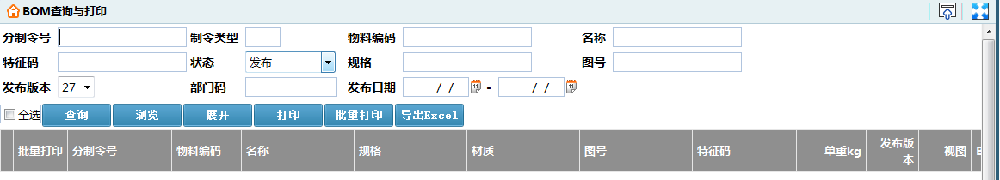 BOM查询与打印
分制令号 制令类型 物料编码 名称
特征码 状态 发布 规格 图号
发布版本 27 部门码 发布日期 / / - / /
全选 查询 浏览 展开 打印 批量打印 导出Excel
批量打印 分制令号 物料编码 名称 规格 材质 图号 特征码 单重kg 发布版本 视图